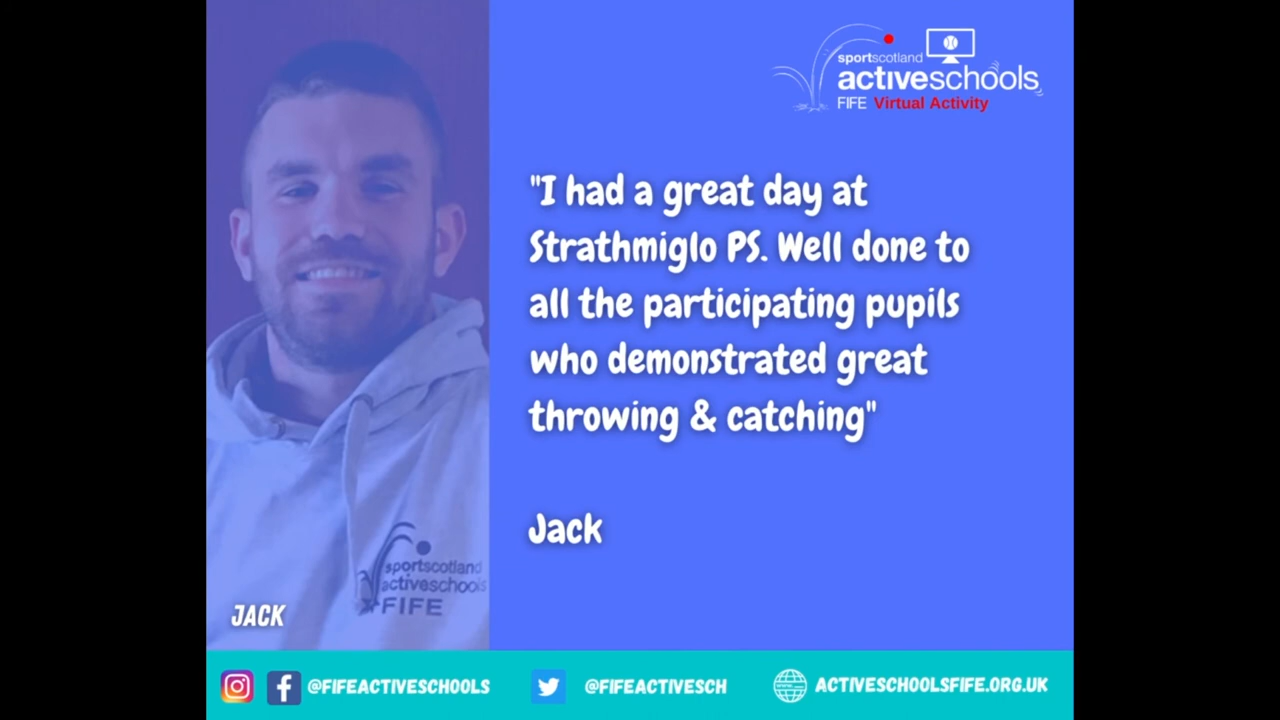 sportscotland
activeschools
FIFE Virtual Activity
"I had a great day at
Strathmiglo PS. Well done to
all the participating pupils
who demonstrated great
throwing & catching"
Jack
sportscotland
activeschools
FIFE
JACK
@FIFEACTIVESCHOOLS
@FIFEACTIVESCH
WWW
ACTIVESCHOOLSFIFE.ORG.UK